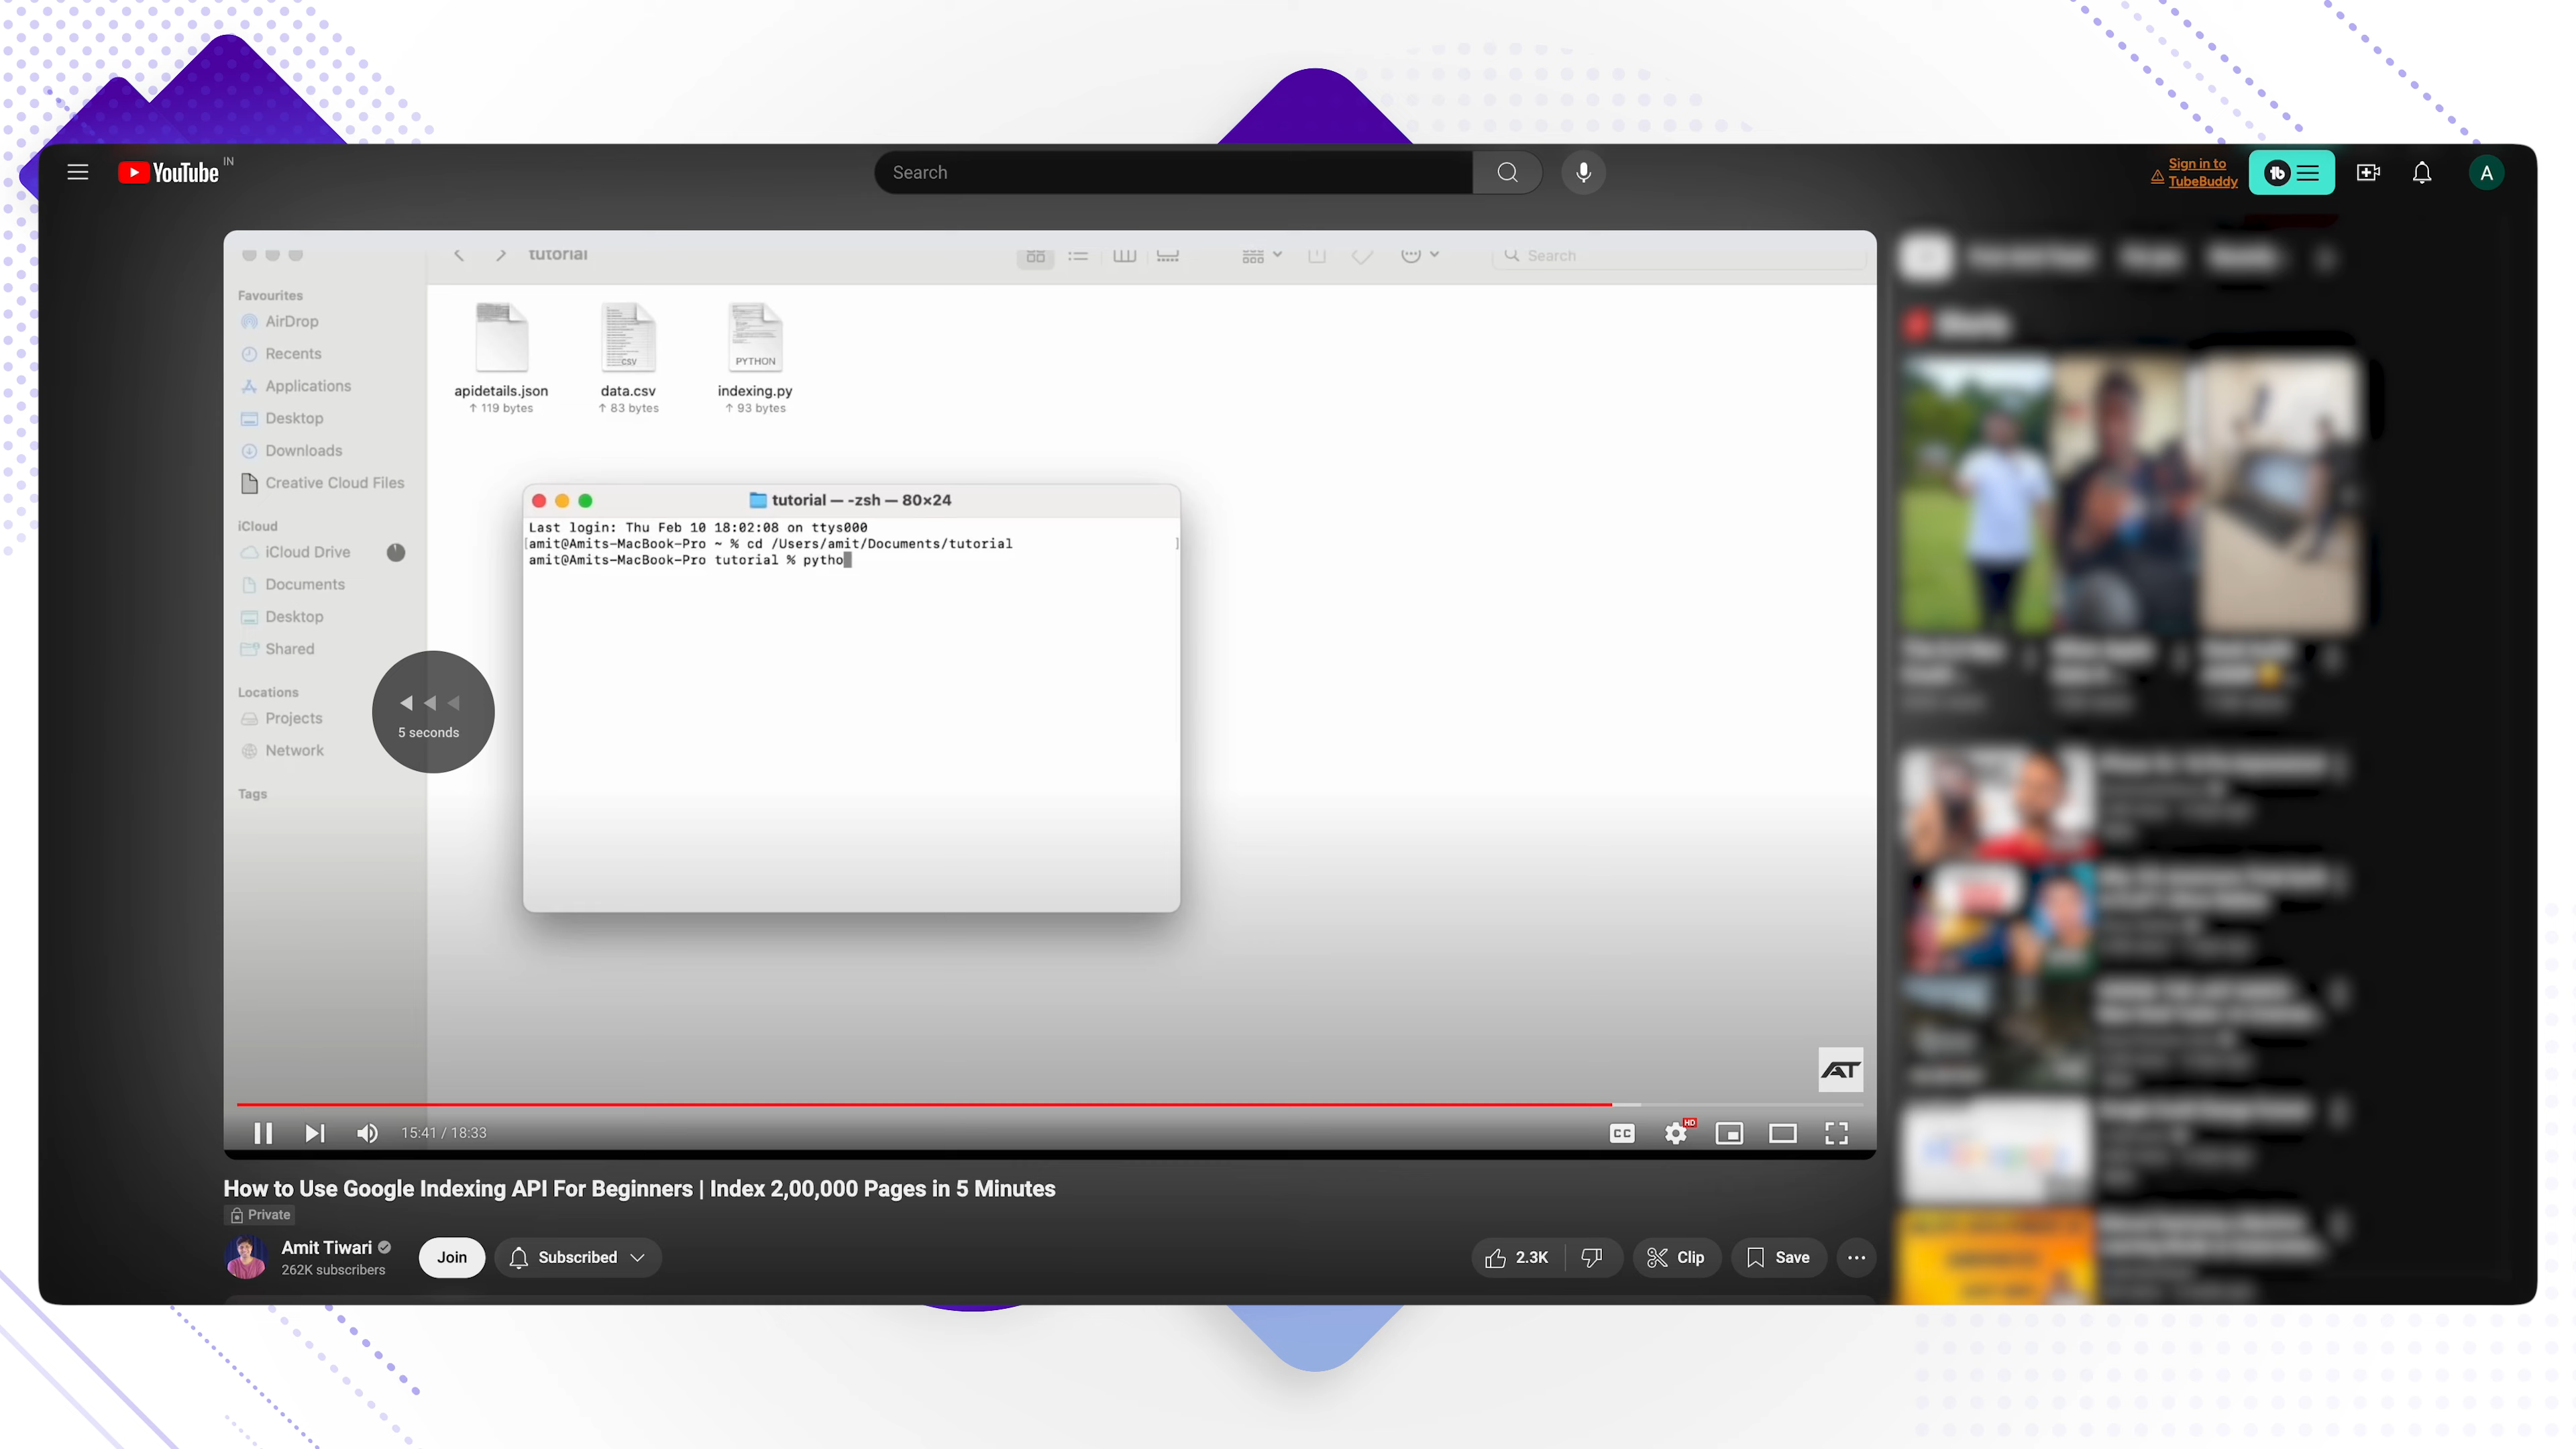 YouTube IN
Search
Sign in to
TubeBuddy
A
tutorial
Search
Favourites
AirDrop
Recents
Applications
Desktop
Downloads
Creative Cloud Files
iCloud
iCloud Drive
Documents
Desktop
Shared
Locations
Projects
Network
Tags
CSV
PYTHON
apidetails.json
data.csv
indexing.py
↑ 119 bytes
↑ 83 bytes
↑ 93 bytes
tutorial — -zsh — 80×24
Last login: Thu Feb 10 18:02:08 on ttys000
[amit@Amits-MacBook-Pro ~ % cd /Users/amit/Documents/tutorial ]
amit@Amits-MacBook-Pro tutorial % pytho
5 seconds
AT
15:41 / 18:33
CC
HD
How to Use Google Indexing API For Beginners | Index 2,00,000 Pages in 5 Minutes
Private
Amit Tiwari
262K subscribers
Join
Subscribed
2.3K
Clip
Save